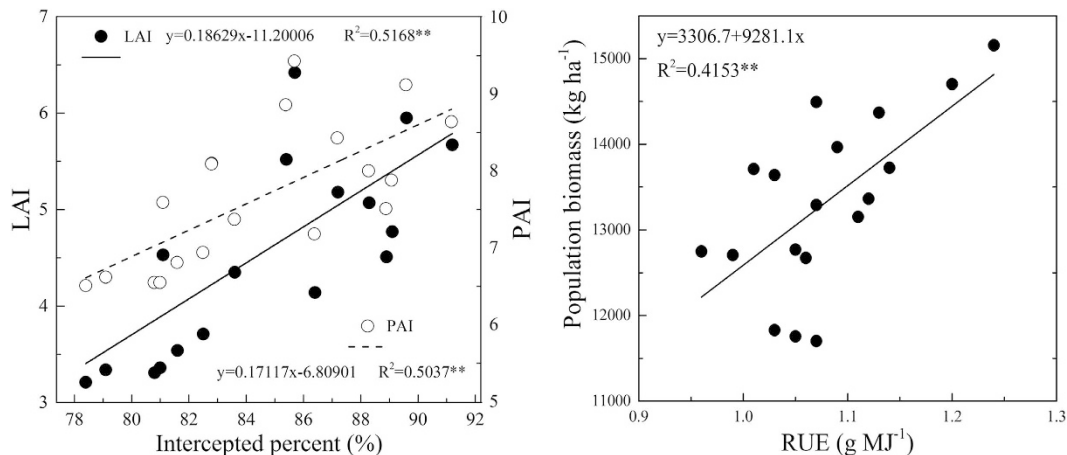 LAI y=0.18629x-11.20006 R²=0.5168**
PAI
y=0.17117x-6.80901 R²=0.5037**
7
6
5
4
3
LAI
10
9
8
7
6
5
PAI
78 80 82 84 86 88 90 92
Intercepted percent (%)
y=3306.7+9281.1x
R²=0.4153**
15000
14000
13000
12000
11000
Population biomass (kg ha⁻¹)
0.9 1.0 1.1 1.2 1.3
RUE (g MJ⁻¹)